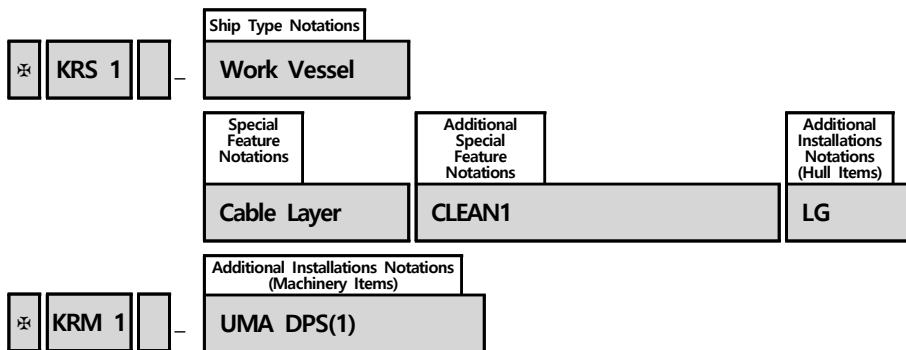 Ship Type Notations
✠ KRS 1 _ Work Vessel
Special Feature Notations
Additional Special Feature Notations
Additional Installations Notations (Hull Items)
Cable Layer CLEAN1 LG
Additional Installations Notations (Machinery Items)
✠ KRM 1 _ UMA DPS(1)